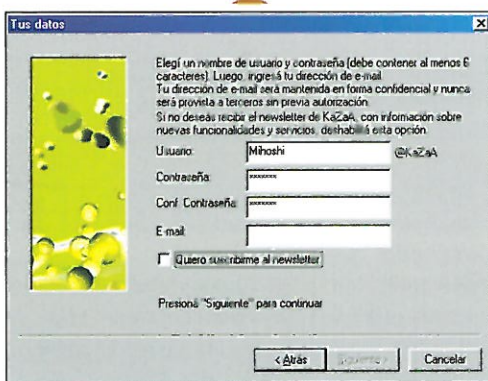 Tus datos
Elegí un nombre de usuario y contraseña (debe contener al menos 6
caracteres). Luego, ingresá tu dirección de e-mail.
Tu dirección de e-mail será mantenida en forma confidencial y nunca
será provista a terceros sin previa autorización.
Si no deseás recibir el newsletter de KaZaA, con información sobre
nuevas funcionalidades y servicios, deshabilitá esta opción.
Usuario: Mihoshi @KaZaA
Contraseña: xxxxxxx
Conf. Contraseña: xxxxxxx
E-mail:
Quiero suscribirme al newsletter
Presioná "Siguiente" para continuar
< Atrás Siguiente > Cancelar